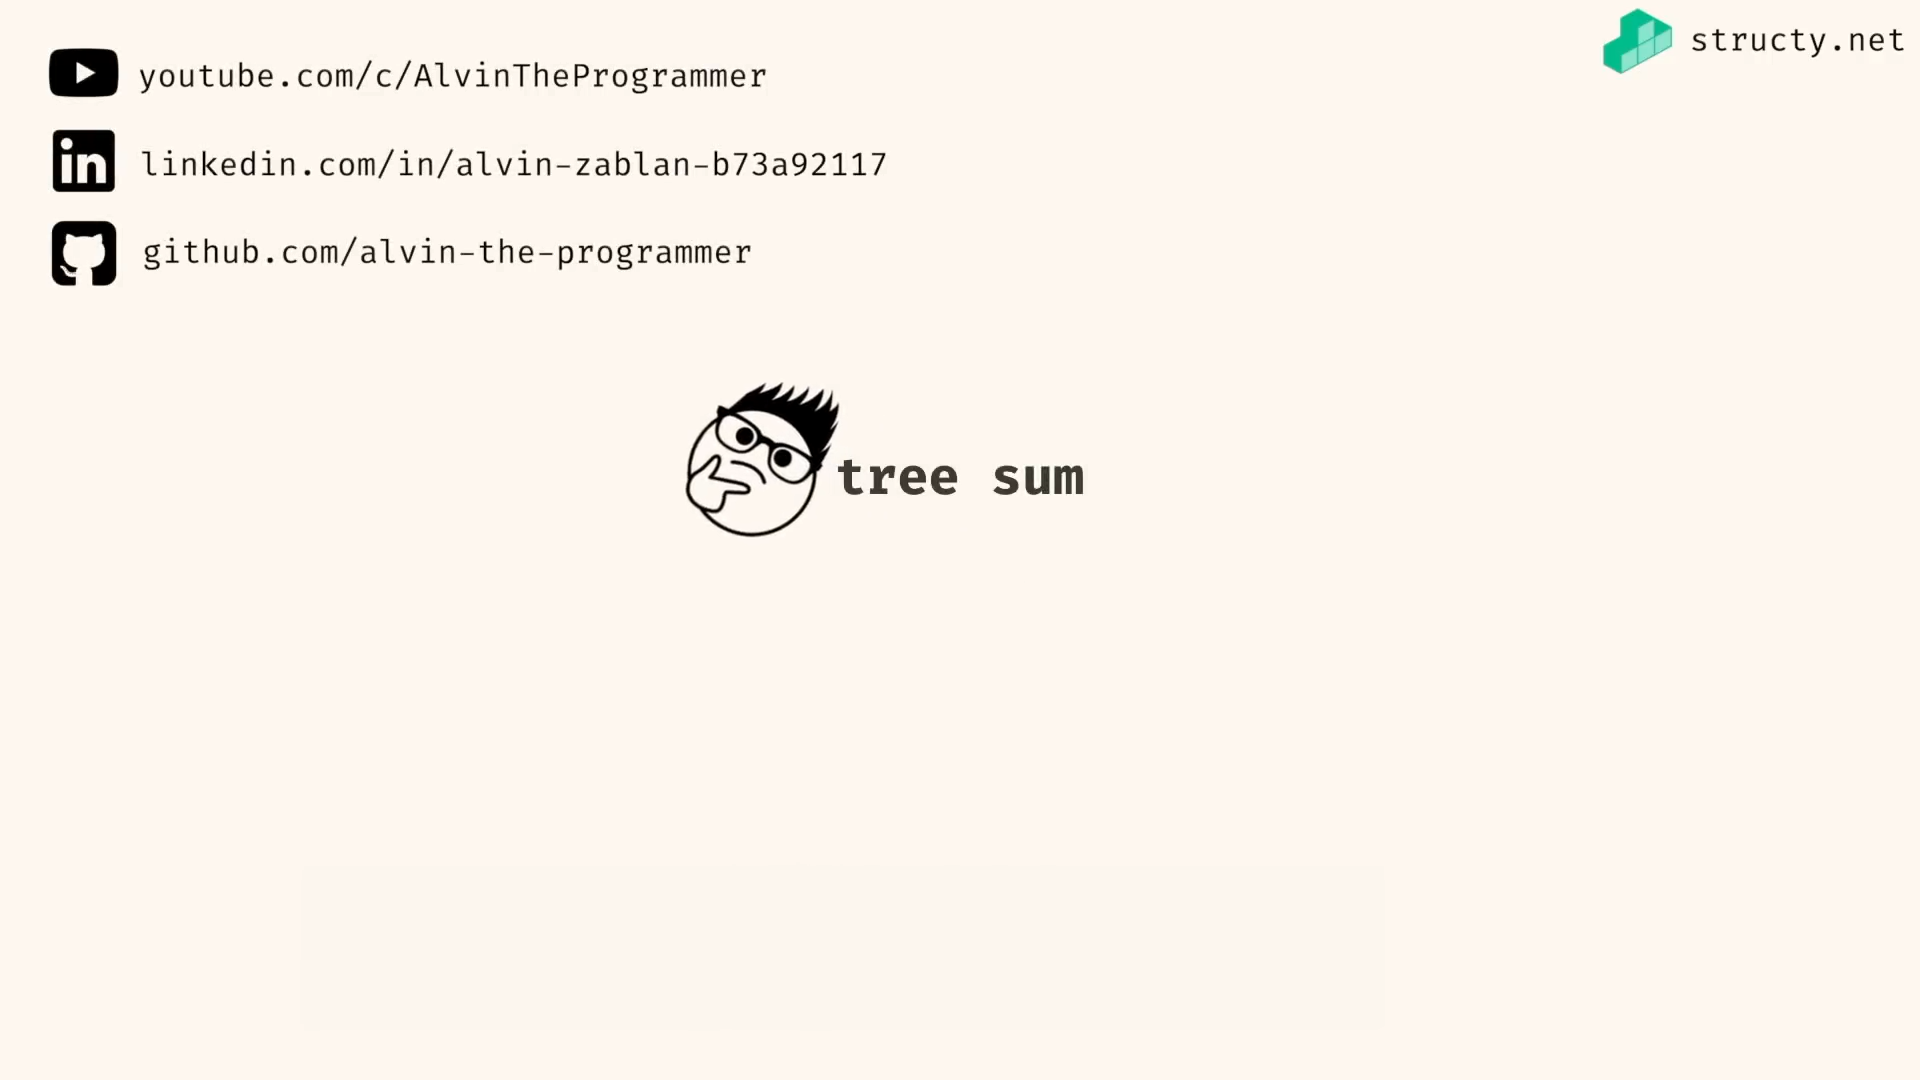 youtube.com/c/AlvinTheProgrammer
structy.net
linkedin.com/in/alvin-zablan-b73a92117
github.com/alvin-the-programmer
tree sum